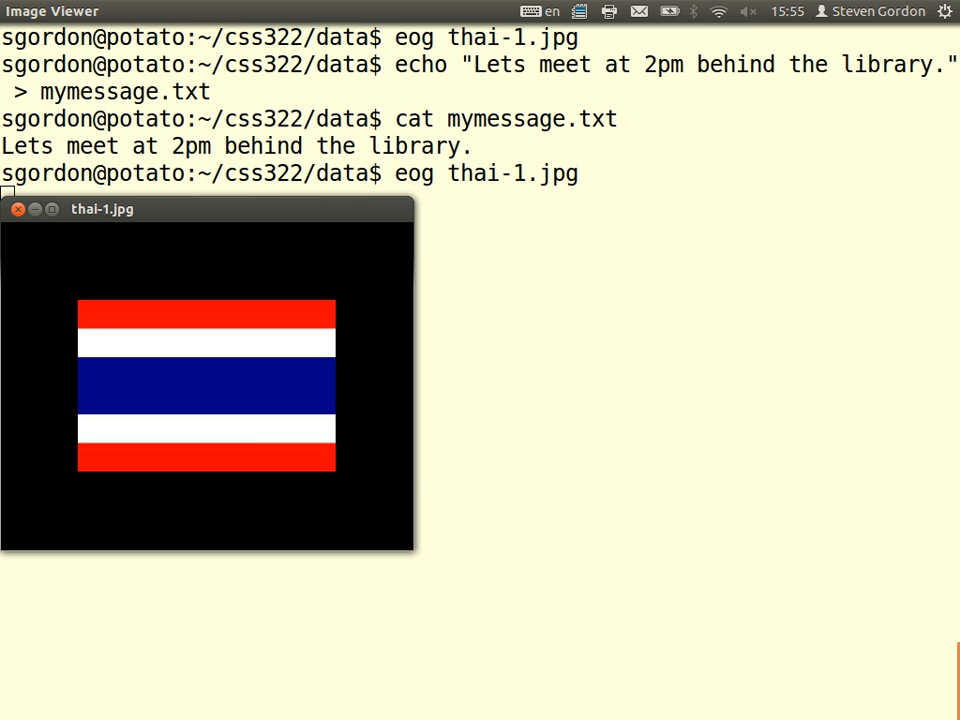 Image Viewer
en
15:55
Steven Gordon
sgordon@potato:~/css322/data$ eog thai-1.jpg
sgordon@potato:~/css322/data$ echo "Lets meet at 2pm behind the library."
 > mymessage.txt
sgordon@potato:~/css322/data$ cat mymessage.txt
Lets meet at 2pm behind the library.
sgordon@potato:~/css322/data$ eog thai-1.jpg
thai-1.jpg